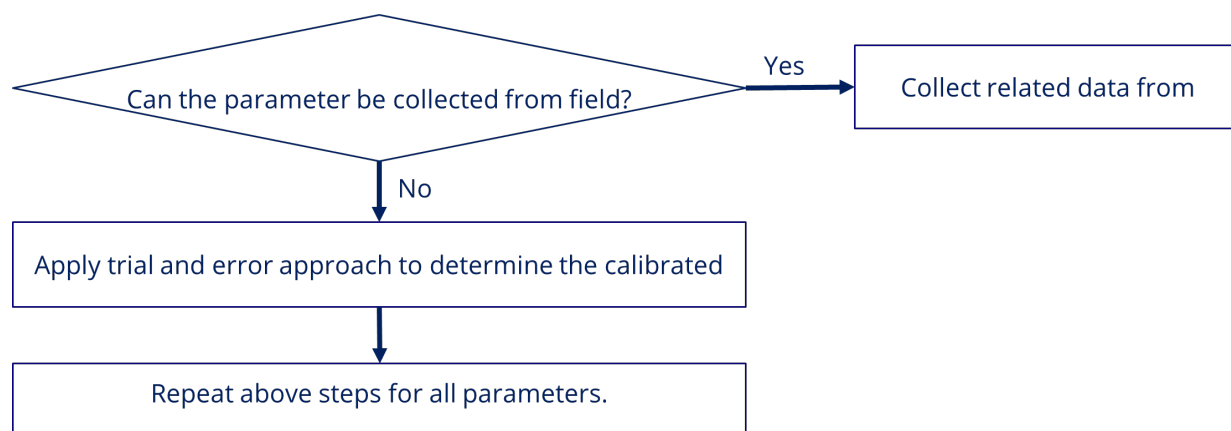 Can the parameter be collected from field?
Yes
Collect related data from
No
Apply trial and error approach to determine the calibrated
Repeat above steps for all parameters.